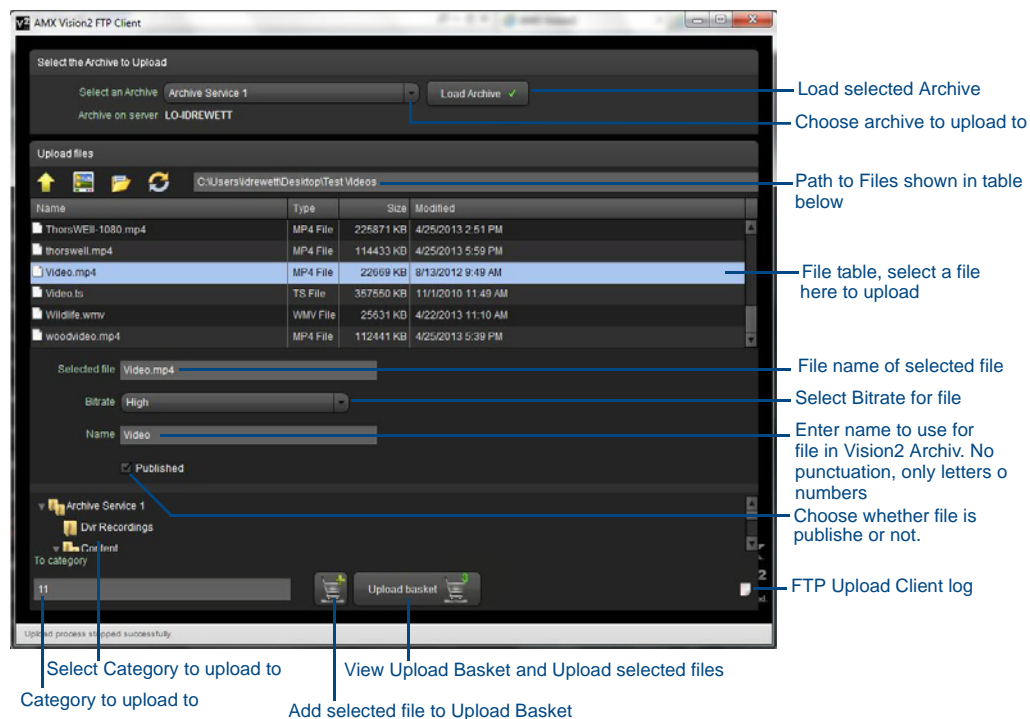 V2 AMX Vision2 FTP Client
Select the Archive to Upload
Select an Archive Archive Service 1 Load Archive
Archive on server LO-IDREWETT
Load selected Archive
Choose archive to upload to
Upload files
C:\Users\idrewett\Desktop\Test Videos
Path to Files shown in table
below
Name Type Size Modified
ThorsWEll-1080.mp4 MP4 File 225871 KB 4/25/2013 2:51 PM
thorswell.mp4 MP4 File 114433 KB 4/25/2013 5:59 PM
Video.mp4 MP4 File 22669 KB 8/13/2012 9:49 AM
Video.ts TS File 357550 KB 11/1/2010 11:49 AM
Wildlife.wmv WMV File 25631 KB 4/22/2013 11:10 AM
woodvideo.mp4 MP4 File 112441 KB 4/25/2013 5:39 PM
File table, select a file
here to upload
Selected file Video.mp4
File name of selected file
Bitrate High
Select Bitrate for file
Name Video
Enter name to use for
file in Vision2 Archiv. No
punctuation, only letters o
numbers
Published
Choose whether file is
publishe or not.
Archive Service 1
Dvr Recordings
Content
To category
11 Upload basket 3
2
FTP Upload Client log
Upload process stopped successfully.
Select Category to upload to
View Upload Basket and Upload selected files
Category to upload to
Add selected file to Upload Basket